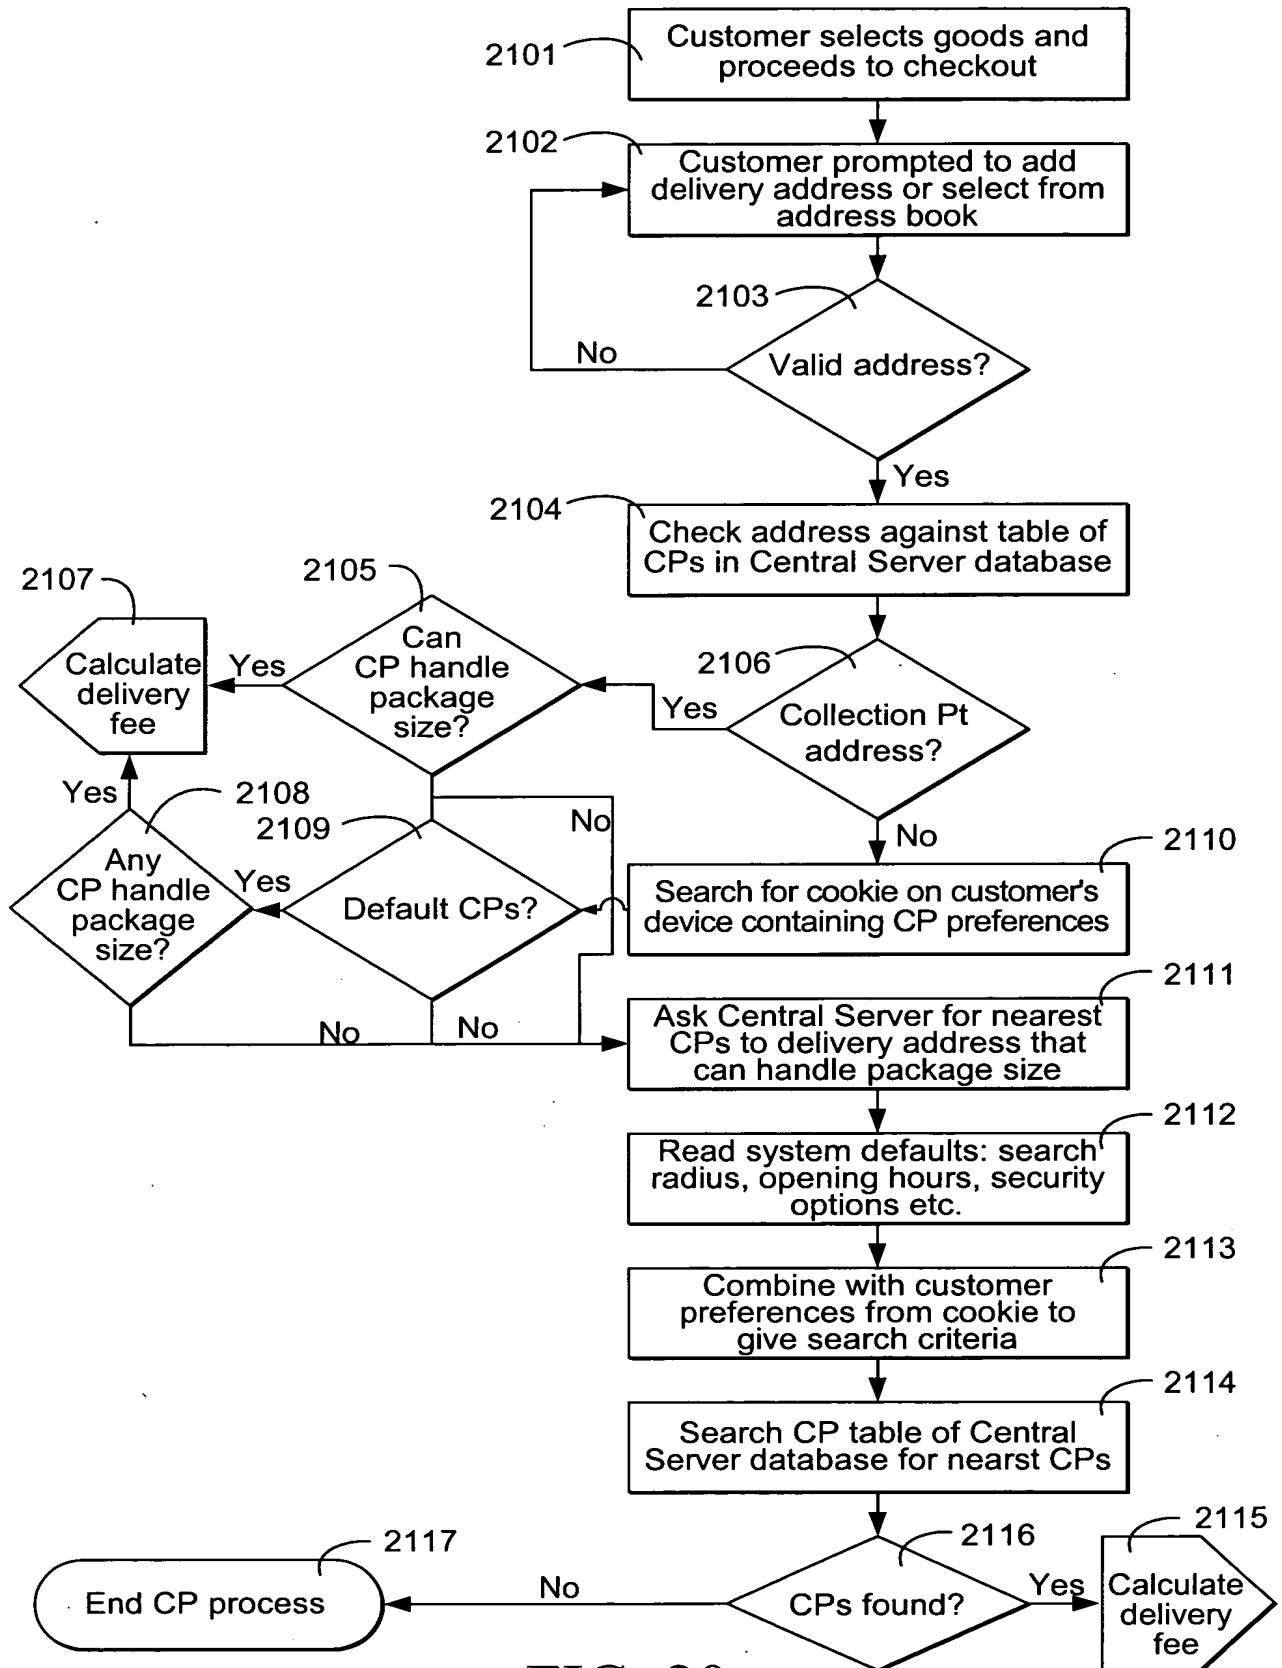 2101
Customer selects goods and
proceeds to checkout
2102
Customer prompted to add
delivery address or select from
address book
2103
Valid address?
No
Yes
2104
Check address against table of
CPs in Central Server database
2105
Can
CP handle
package
size?
2106
Collection Pt
address?
Yes
No
2107
Calculate
delivery
fee
Yes
No
2108
Any
CP handle
package
size?
Yes
No
2109
Default CPs?
Yes
No
2110
Search for cookie on customer's
device containing CP preferences
2111
Ask Central Server for nearest
CPs to delivery address that
can handle package size
2112
Read system defaults: search
radius, opening hours, security
options etc.
2113
Combine with customer
preferences from cookie to
give search criteria
2114
Search CP table of Central
Server database for nearst CPs
2116
CPs found?
No
Yes
2117
End CP process
2115
Calculate
delivery
fee